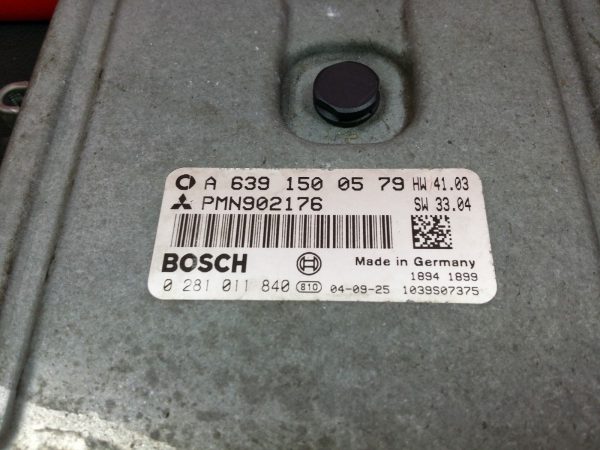 A 639 150 05 79 HW 41.03
PMN902176 SW 33.04
BOSCH Made in Germany
1894 1899
0 281 011 840 810 04-09-25 1039S07375